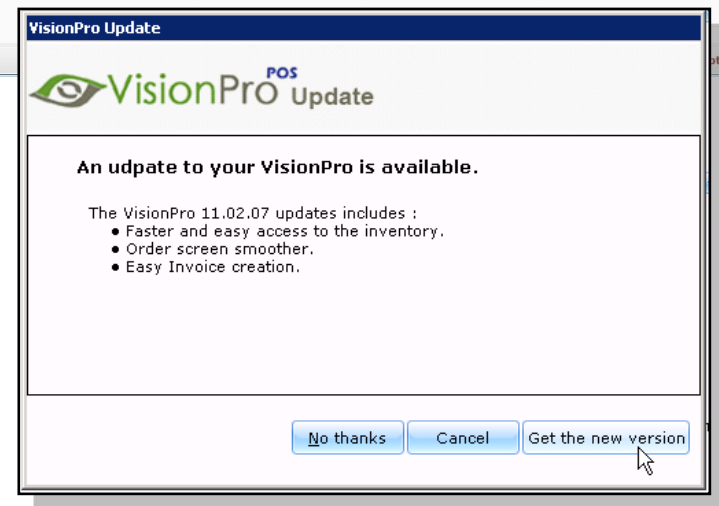 VisionPro Update
VisionPro POS Update
An udpate to your VisionPro is available.
The VisionPro 11.02.07 updates includes :
● Faster and easy access to the inventory.
● Order screen smoother.
● Easy Invoice creation.
No thanks Cancel Get the new version